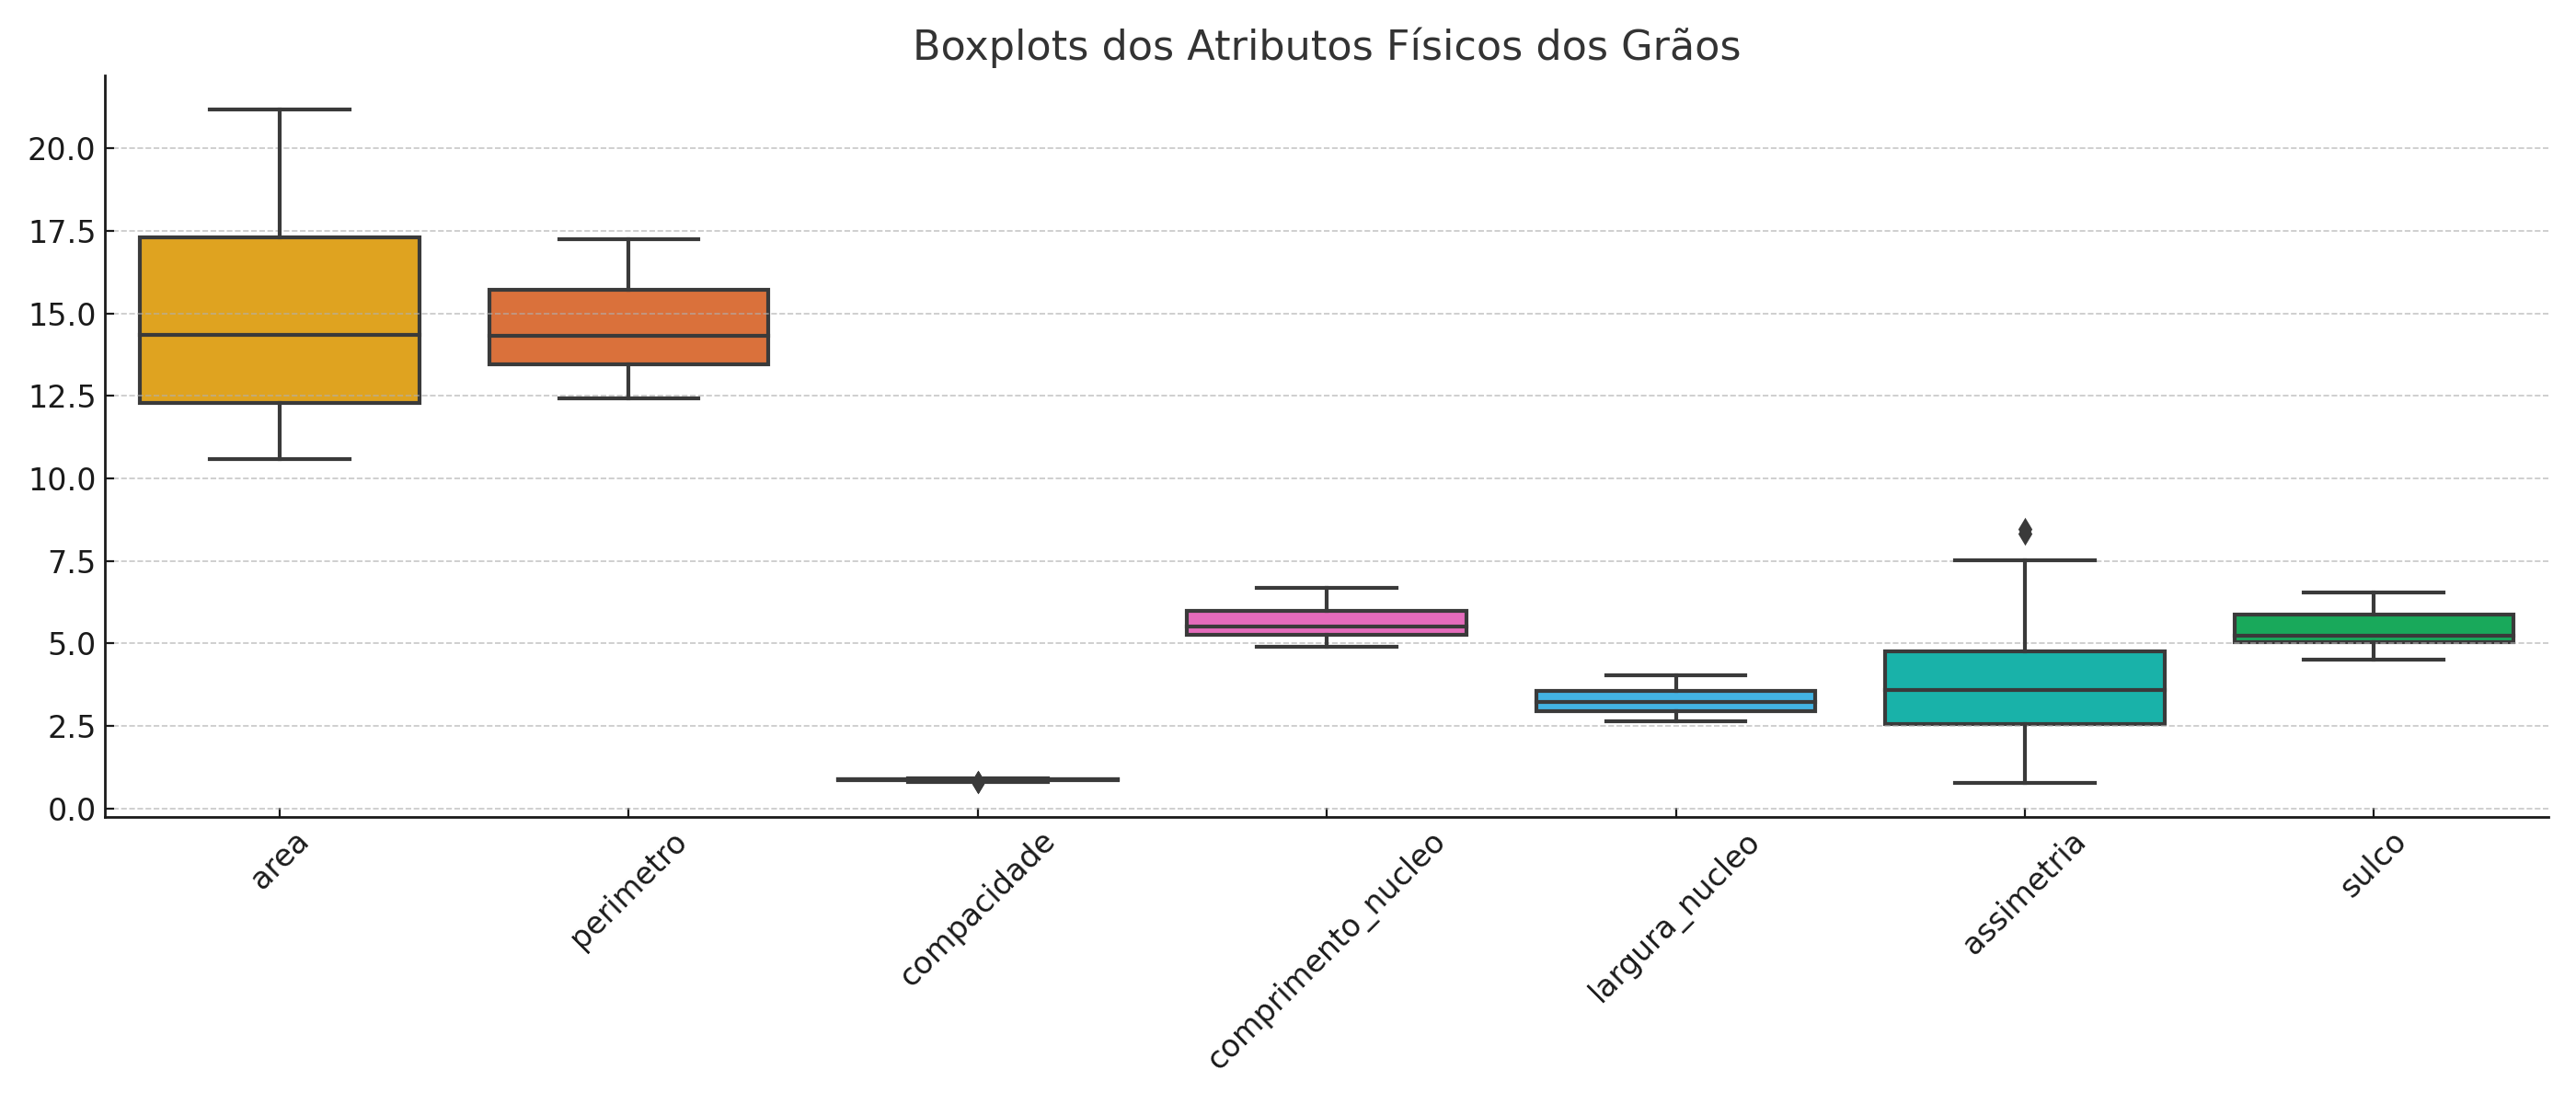 Boxplots dos Atributos Físicos dos Grãos
20.0
17.5
15.0
12.5
10.0
7.5
5.0
2.5
0.0
area
perimetro
compacidade
comprimento_nucleo
largura_nucleo
assimetria
sulco